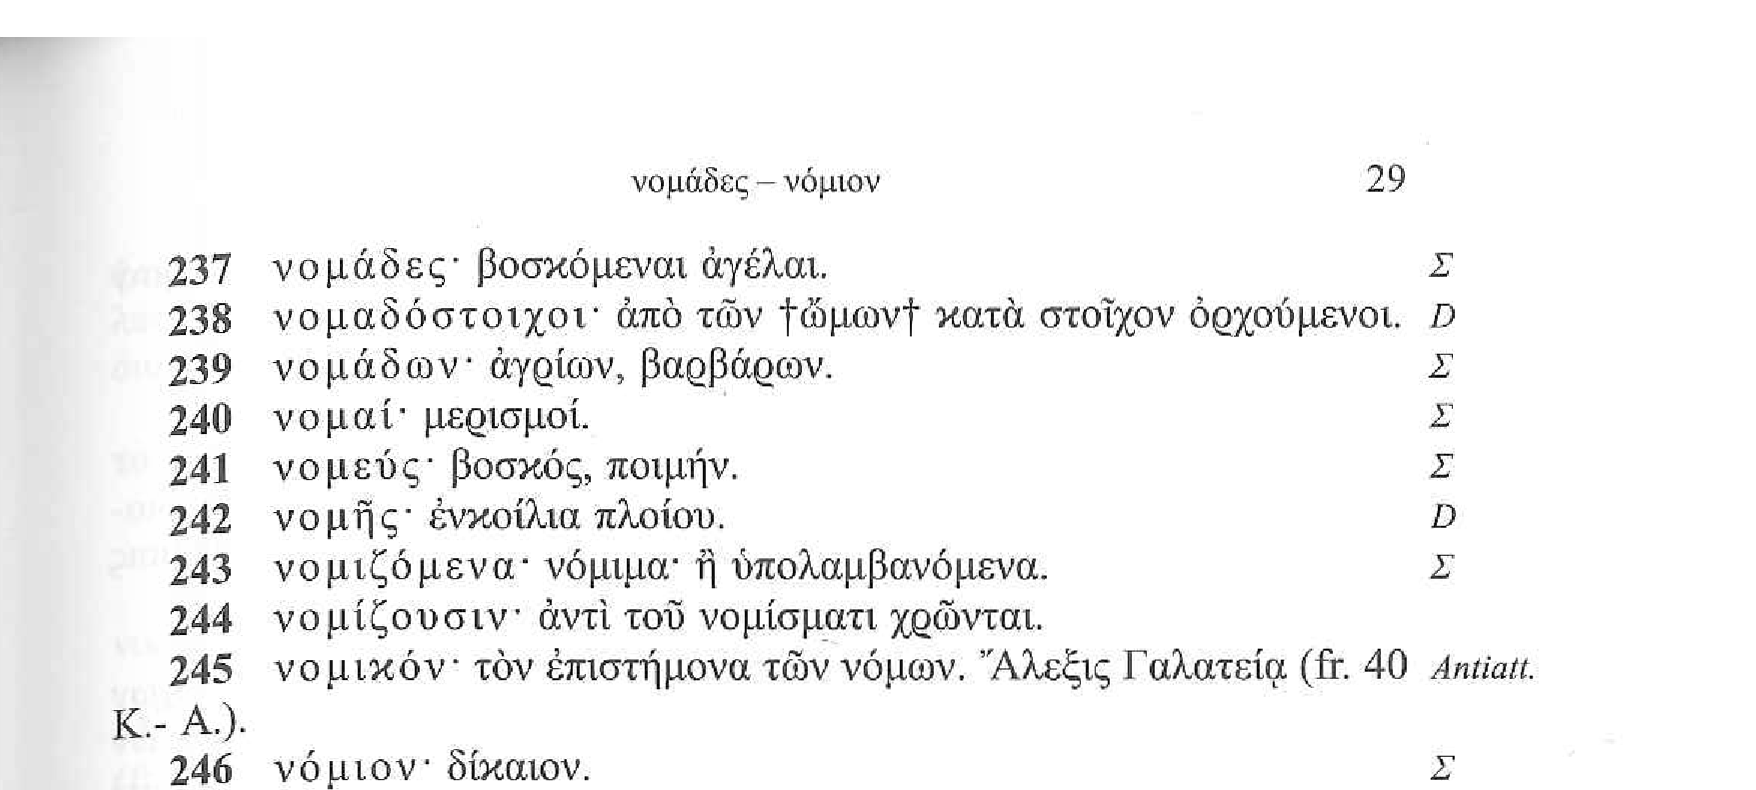 νομάδες – νόμιον 29
237 νομάδες· βοσκόμεναι ἀγέλαι. Σ
238 νομαδόστοιχοι· ἀπὸ τῶν †ὤμων† κατὰ στοῖχον ὀρχούμενοι. D
239 νομάδων· ἀγρίων, βαρβάρων. Σ
240 νομαί· μερισμοί. Σ
241 νομεύς· βοσκός, ποιμήν. Σ
242 νομῆς· ἐνκοίλια πλοίου. D
243 νομιζόμενα· νόμιμα· ἢ ὑπολαμβανόμενα. Σ
244 νομίζουσιν· ἀντὶ τοῦ νομίσματι χρῶνται.
245 νομικόν· τὸν ἐπιστήμονα τῶν νόμων. Ἄλεξις Γαλατείᾳ (fr. 40 Antiatt.
K.- A.).
246 νόμιον· δίκαιον. Σ